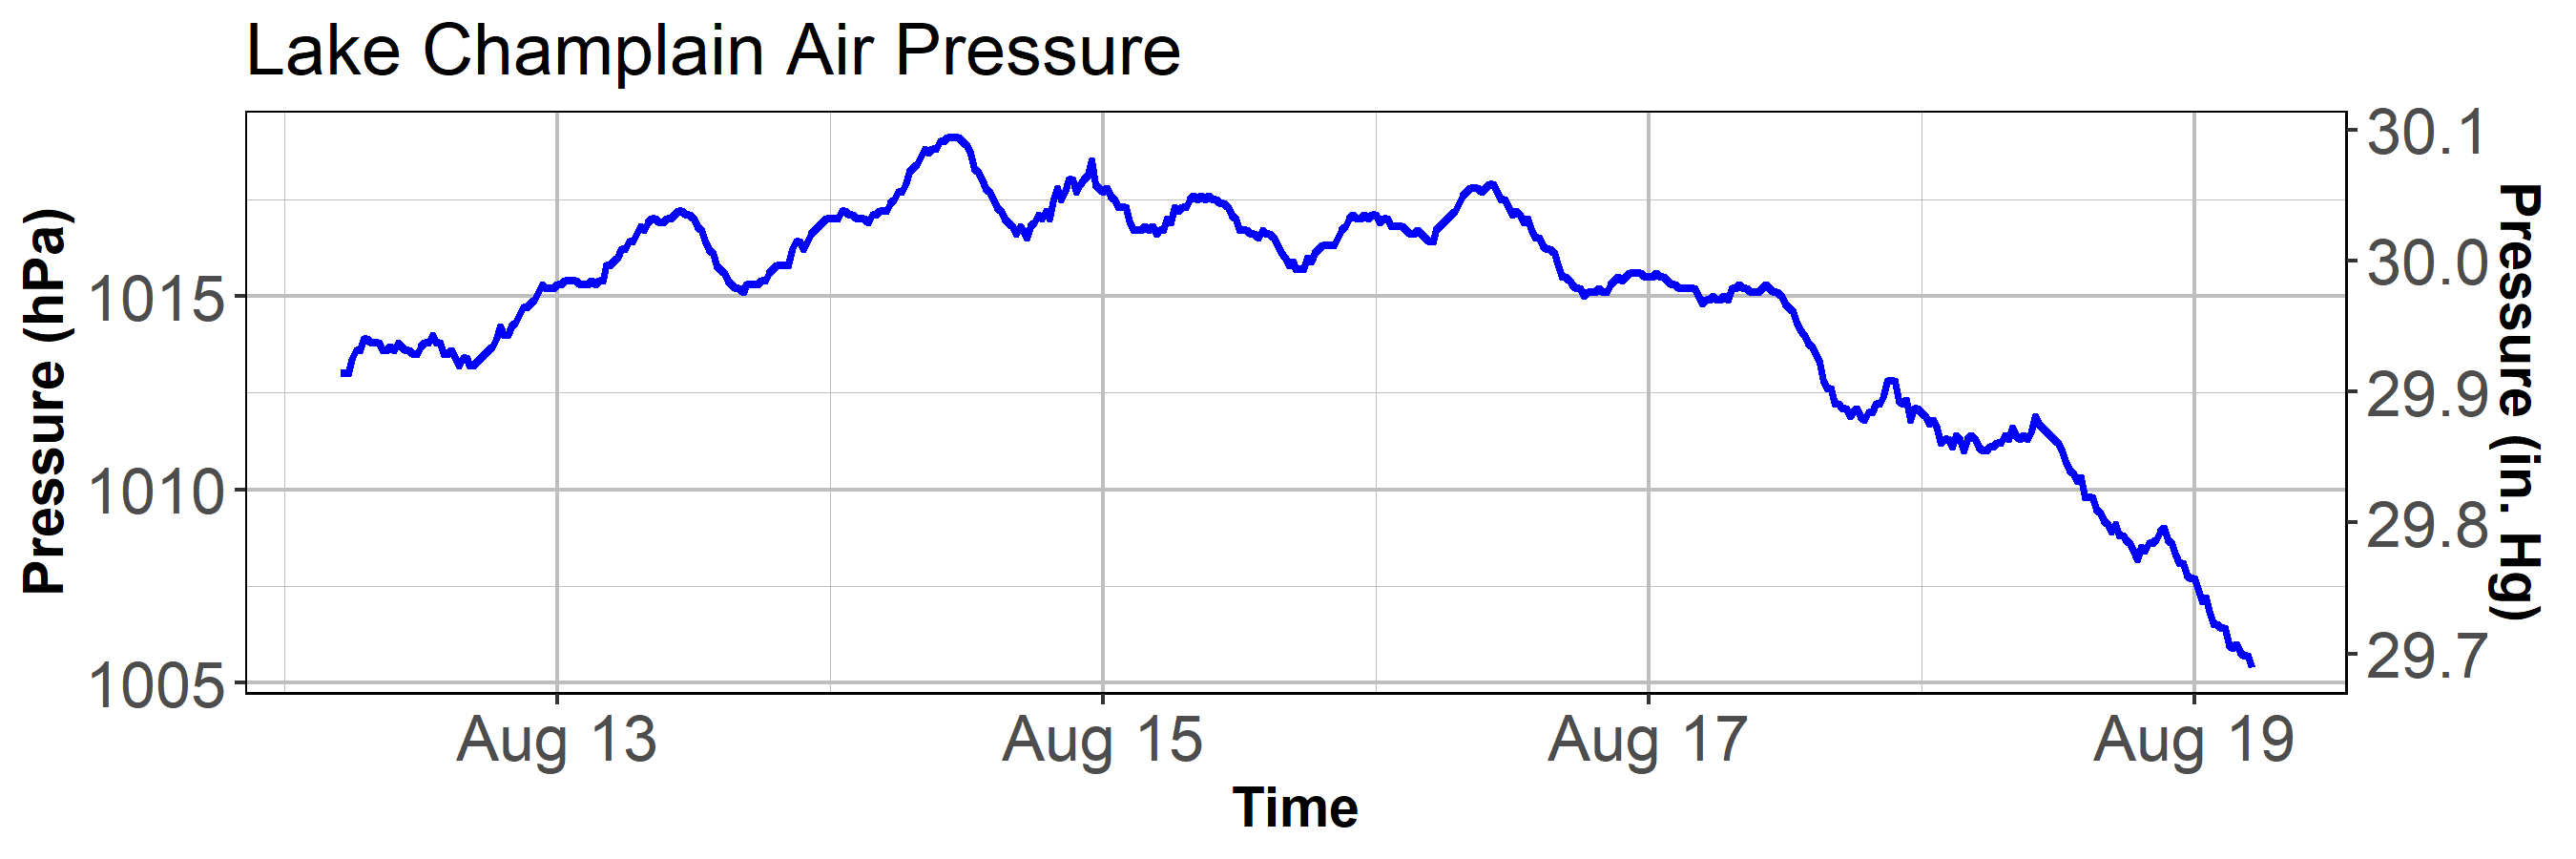 Lake Champlain Air Pressure
Pressure (hPa)
1015
1010
1005
30.1
30.0
29.9
29.8
29.7
Pressure (in. Hg)
Aug 13
Aug 15
Aug 17
Aug 19
Time